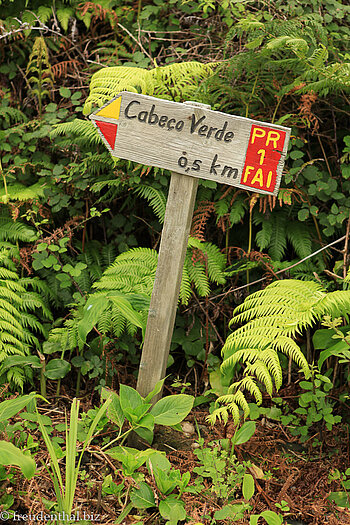 Cabeço Verde
0,5 km
PR
1
FAI
freudenthal.biz